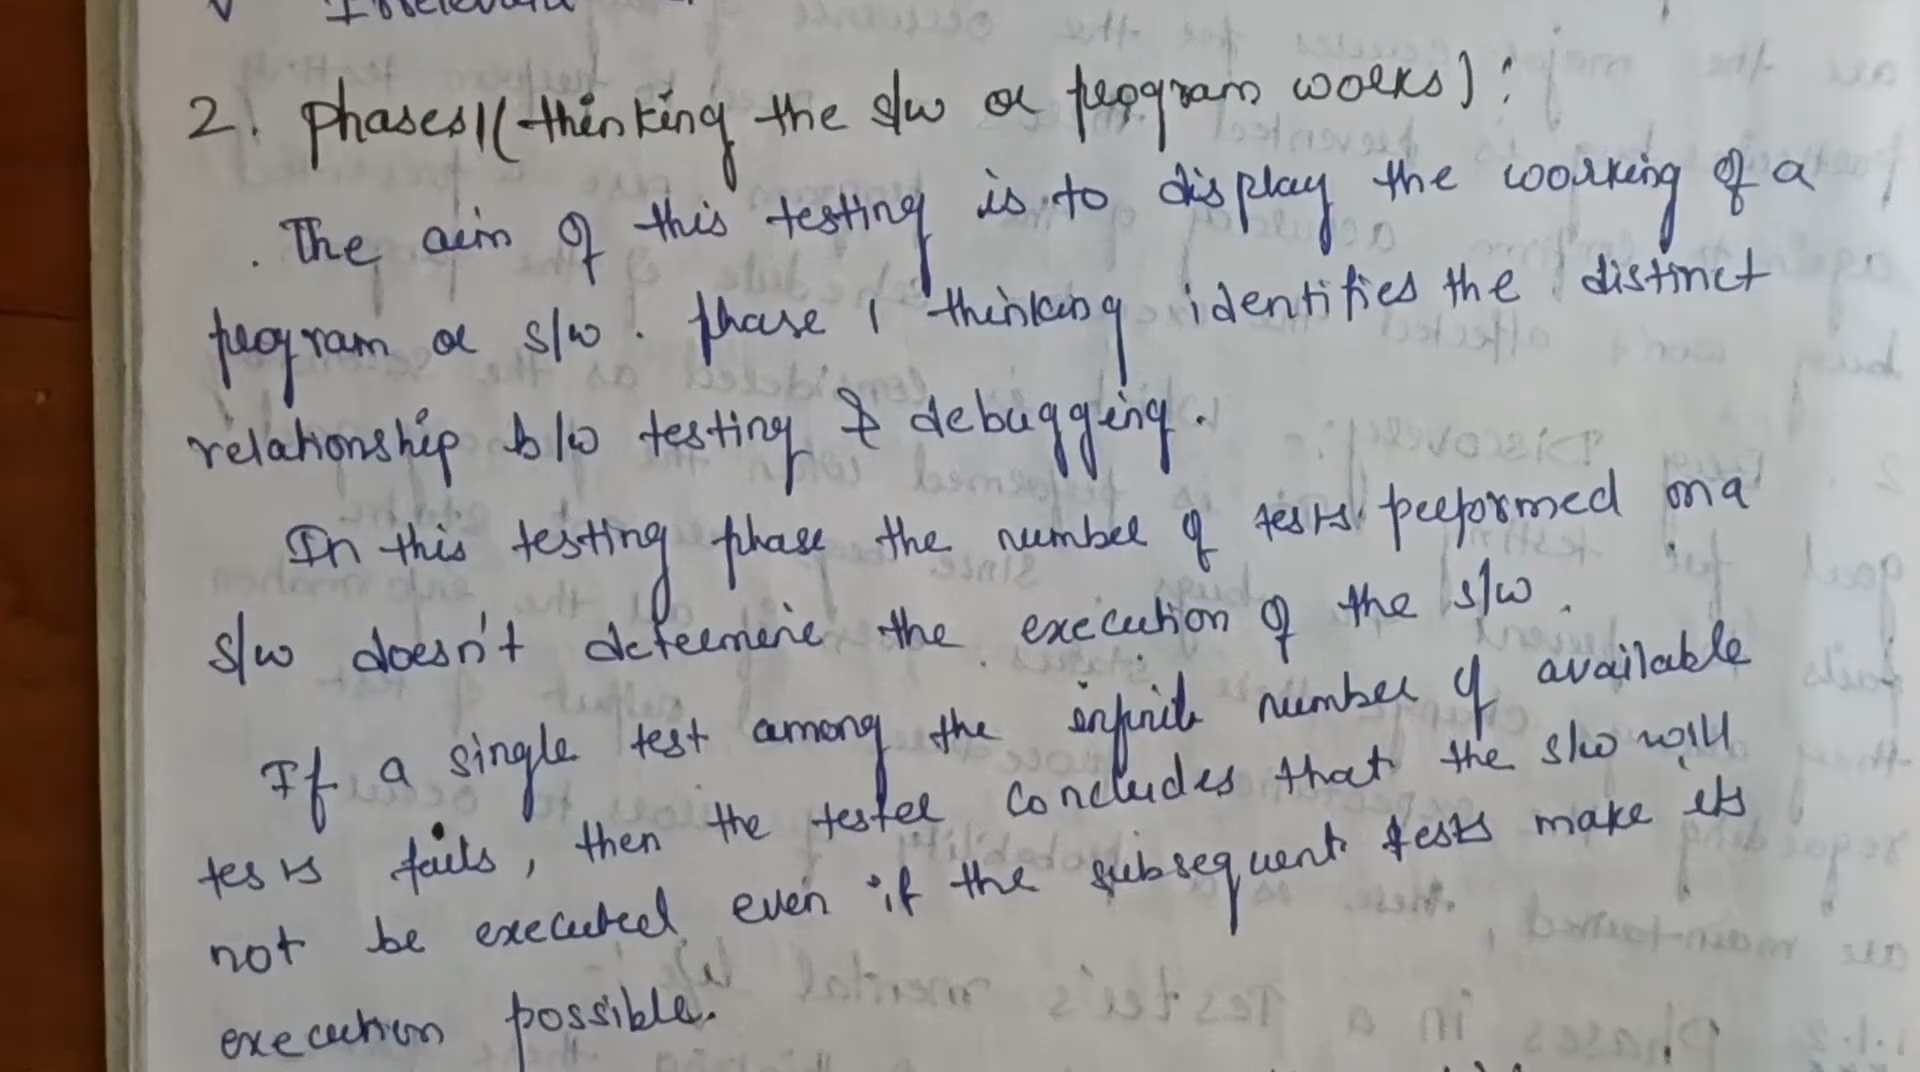 2. Phases 1 (thinking the s/w or program works) :
. The aim of this testing is to display the working of a
program or s/w . Phase 1 thinking identifies the distinct
relationship b/w testing & debugging.
In this testing phase the number of tests performed on a
s/w doesn't determine the execution of the s/w .
If a single test among the infinite number of available
tests fails, then the tester concludes that the s/w will
not be executed even if the subsequent tests make its
execution possible.